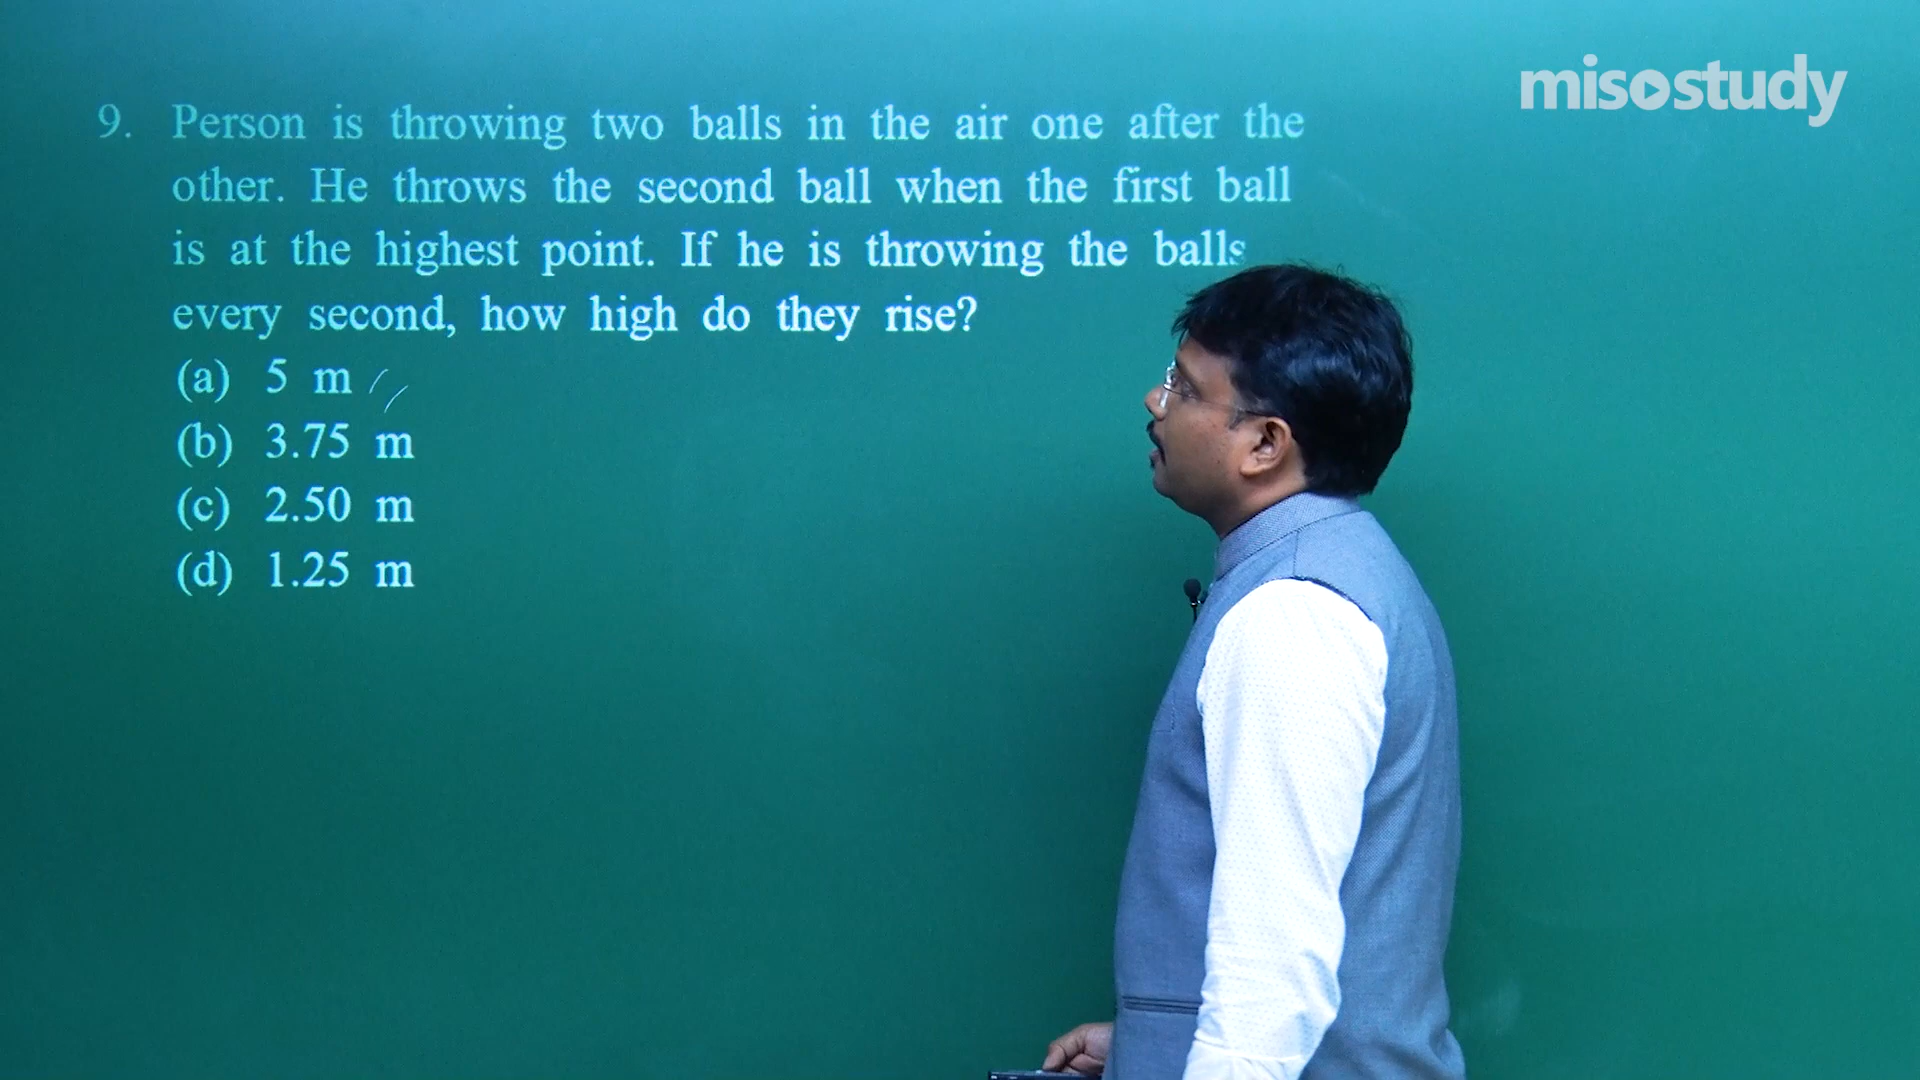 misostudy
9. Person is throwing two balls in the air one after the
other. He throws the second ball when the first ball
is at the highest point. If he is throwing the balls
every second, how high do they rise?
(a) 5 m
(b) 3.75 m
(c) 2.50 m
(d) 1.25 m